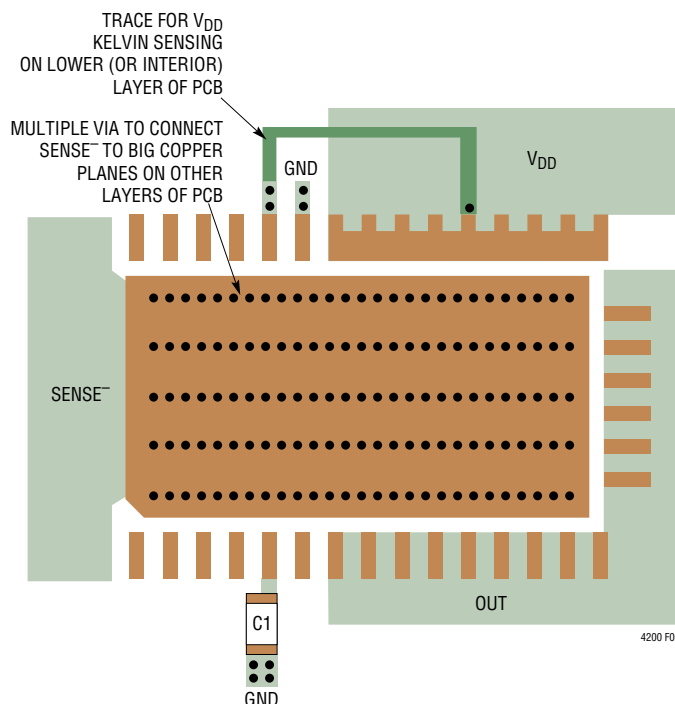 TRACE FOR VDD
KELVIN SENSING
ON LOWER (OR INTERIOR)
LAYER OF PCB
MULTIPLE VIA TO CONNECT
SENSE– TO BIG COPPER
PLANES ON OTHER
LAYERS OF PCB
GND
VDD
SENSE–
OUT
C1
GND
4200 F0